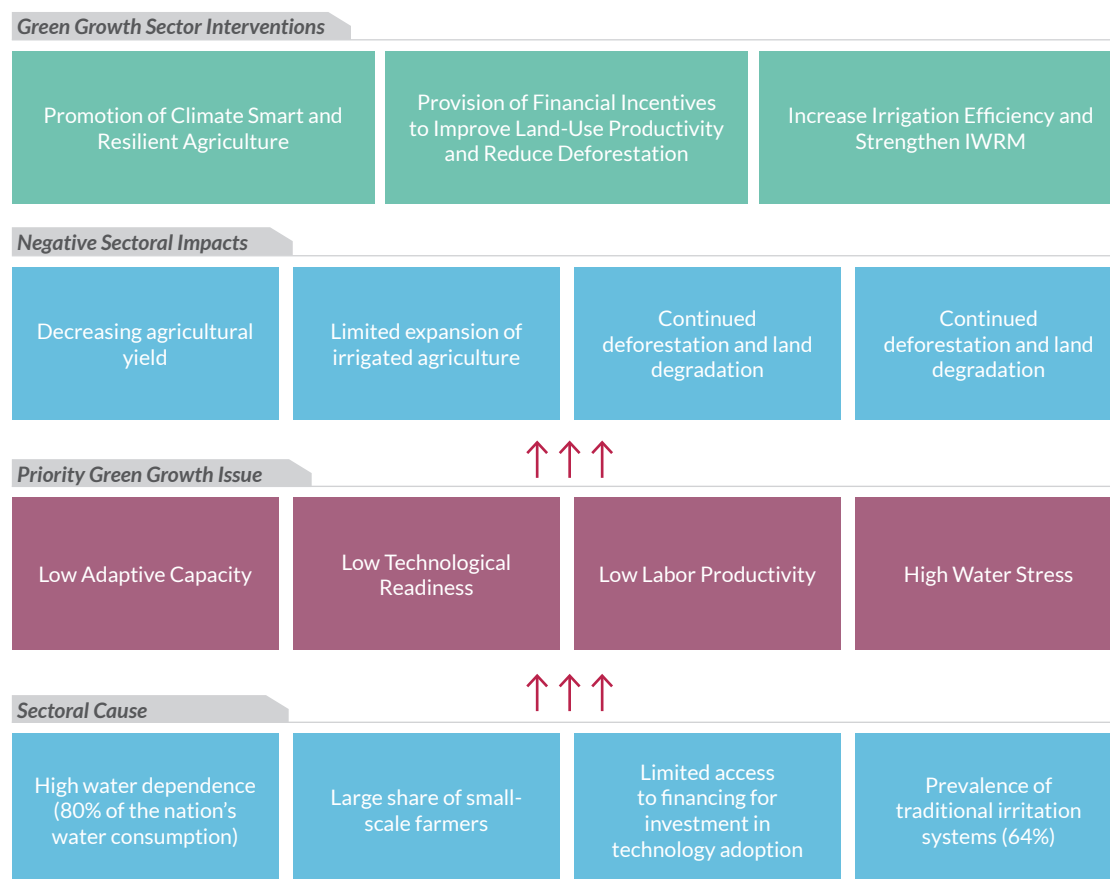 Green Growth Sector Interventions
Promotion of Climate Smart and
Resilient Agriculture
Provision of Financial Incentives
to Improve Land-Use Productivity
and Reduce Deforestation
Increase Irrigation Efficiency and
Strengthen IWRM
Negative Sectoral Impacts
Decreasing agricultural
yield
Limited expansion of
irrigated agriculture
Continued
deforestation and land
degradation
Continued
deforestation and land
degradation
Priority Green Growth Issue
Low Adaptive Capacity
Low Technological
Readiness
Low Labor Productivity
High Water Stress
Sectoral Cause
High water dependence
(80% of the nation's
water consumption)
Large share of small-
scale farmers
Limited access
to financing for
investment in
technology adoption
Prevalence of
traditional irritation
systems (64%)